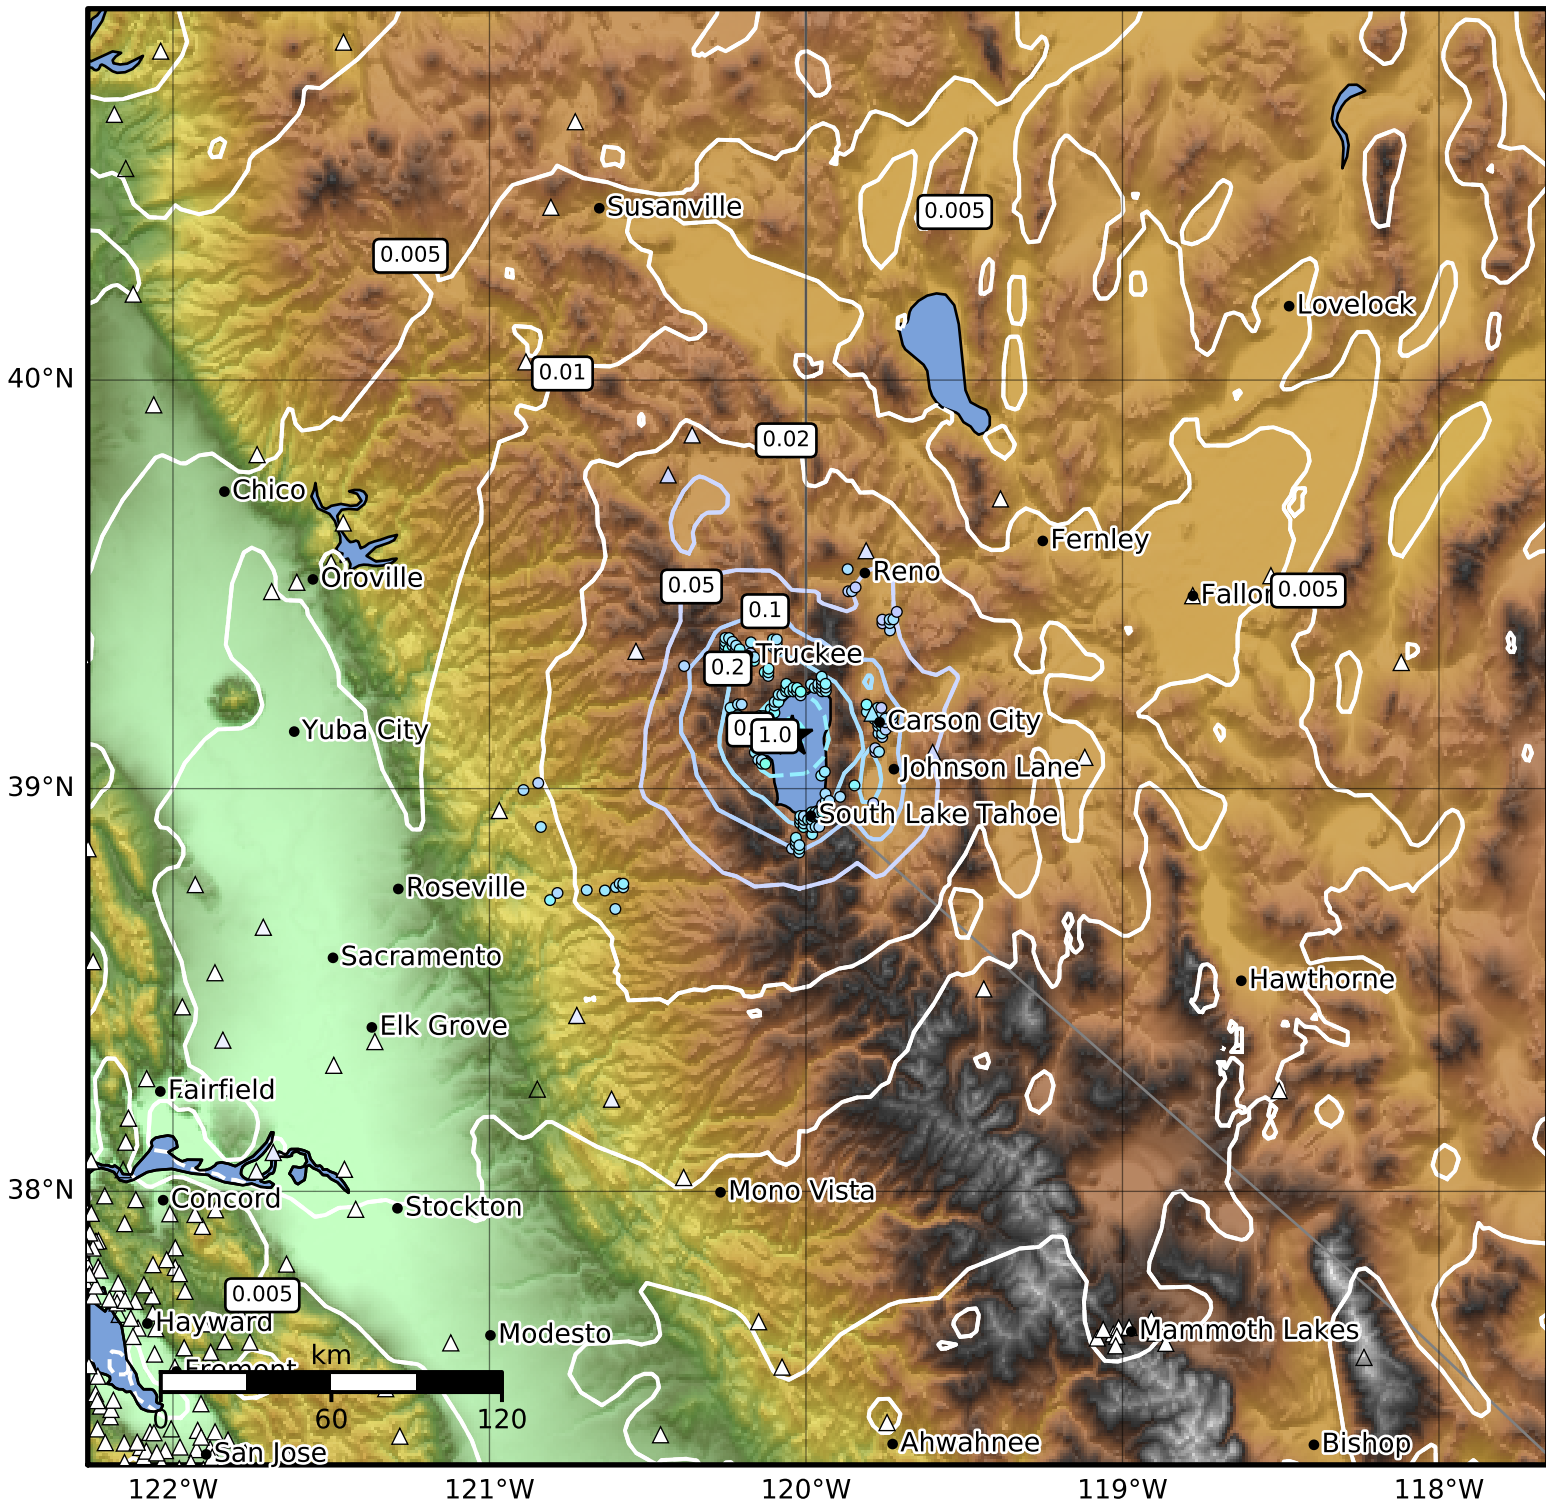 Susanville
0.005
0.005
Lovelock
40°N
0.01
0.02
Chico
Fernley
Oroville
Reno
0.05
0.005
0.1
Truckee
0.2
Carson City
Yuba City
1.0
39°N
Johnson Lane
South Lake Tahoe
Roseville
Sacramento
Hawthorne
Elk Grove
Fairfield
38°N
Mono Vista
Concord
Stockton
0.005
Hayward
Modesto
Mammoth Lakes
km
Fremont
0
60
120
San Jose
Ahwahnee
Bishop
122°W
121°W
120°W
119°W
118°W